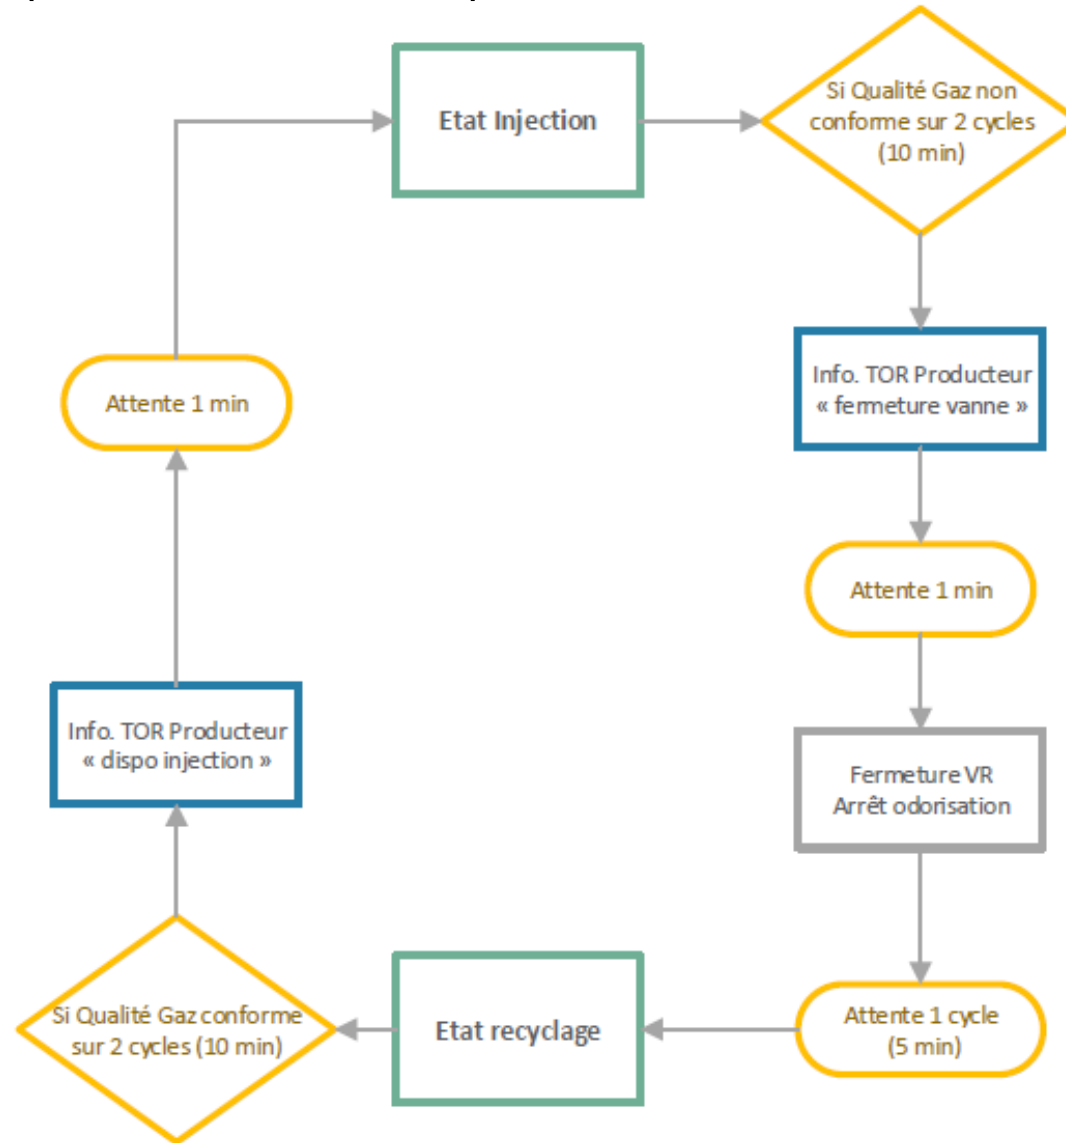 Etat Injection
Si Qualité Gaz non
conforme sur 2 cycles
(10 min)
Info. TOR Producteur
« fermeture vanne »
Attente 1 min
Attente 1 min
Info. TOR Producteur
« dispo injection »
Fermeture VR
Arrêt odorisation
Si Qualité Gaz conforme
sur 2 cycles (10 min)
Etat recyclage
Attente 1 cycle
(5 min)